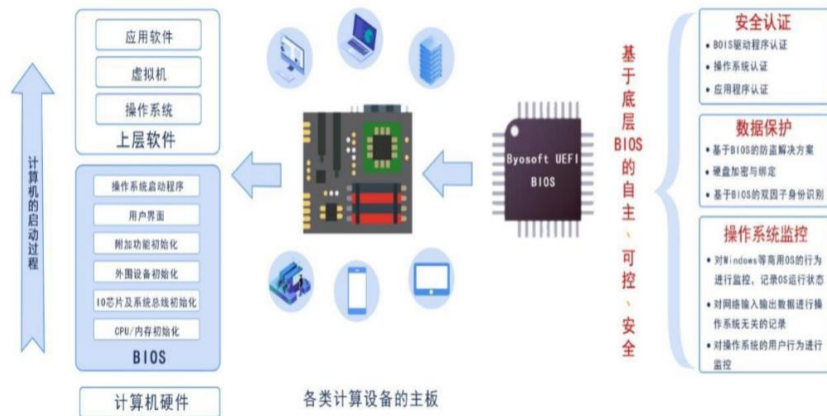 计算机的启动过程
应用软件
虚拟机
操作系统
上层软件
操作系统启动程序
用户界面
附加功能初始化
外围设备初始化
IO芯片及系统总线初始化
CPU/内存初始化
BIOS
计算机硬件
各类计算设备的主板
Byosoft UEFI
BIOS
基于底层BIOS的自主、可控、安全
安全认证
• BOIS驱动程序认证
• 操作系统认证
• 应用程序认证
数据保护
• 基于BIOS的防盗解决方案
• 硬盘加密与绑定
• 基于BIOS的双因子身份识别
操作系统监控
• 对Windows等商用OS的行为
进行监控，记录OS运行状态
• 对网络输入输出数据进行操
作系统无关的记录
• 对操作系统的用户行为进行
监控